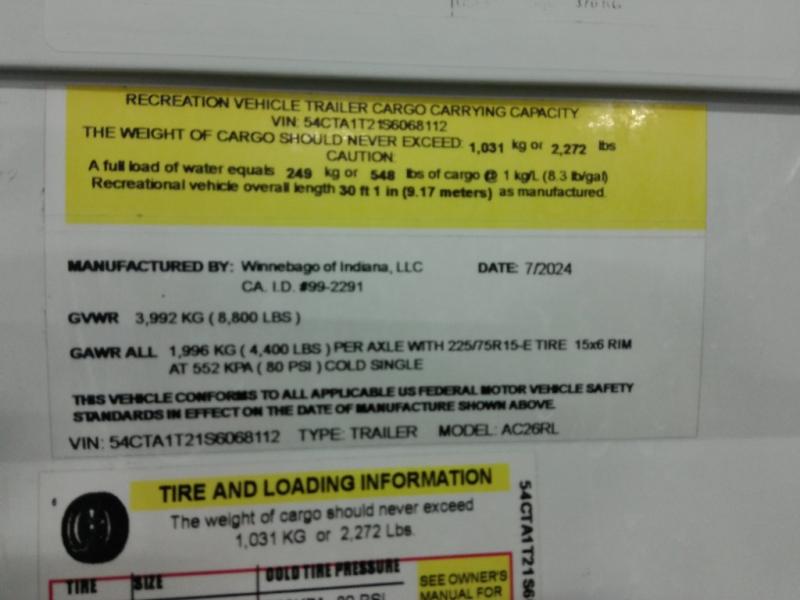 RECREATION VEHICLE TRAILER CARGO CARRYING CAPACITY
VIN: 54CTA1T21S6068112
THE WEIGHT OF CARGO SHOULD NEVER EXCEED: 1,031 kg or 2,272 lbs
CAUTION:
A full load of water equals 249 kg or 548 lbs of cargo @ 1 kg/L (8.3 lb/gal)
Recreational vehicle overall length 30 ft 1 in (9.17 meters) as manufactured.
MANUFACTURED BY: Winnebago of Indiana, LLC DATE: 7/2024
CA. I.D. #99-2291
GVWR 3,992 KG ( 8,800 LBS )
GAWR ALL 1,996 KG ( 4,400 LBS ) PER AXLE WITH 225/75R15-E TIRE 15x6 RIM
AT 552 KPA ( 80 PSI ) COLD SINGLE
THIS VEHICLE CONFORMS TO ALL APPLICABLE US FEDERAL MOTOR VEHICLE SAFETY
STANDARDS IN EFFECT ON THE DATE OF MANUFACTURE SHOWN ABOVE.
VIN: 54CTA1T21S6068112 TYPE: TRAILER MODEL: AC26RL
TIRE AND LOADING INFORMATION
The weight of cargo should never exceed
1,031 KG or 2,272 Lbs.
TIRE SIZE COLD TIRE PRESSURE
SEE OWNER'S
MANUAL FOR
54CTA1T21S6